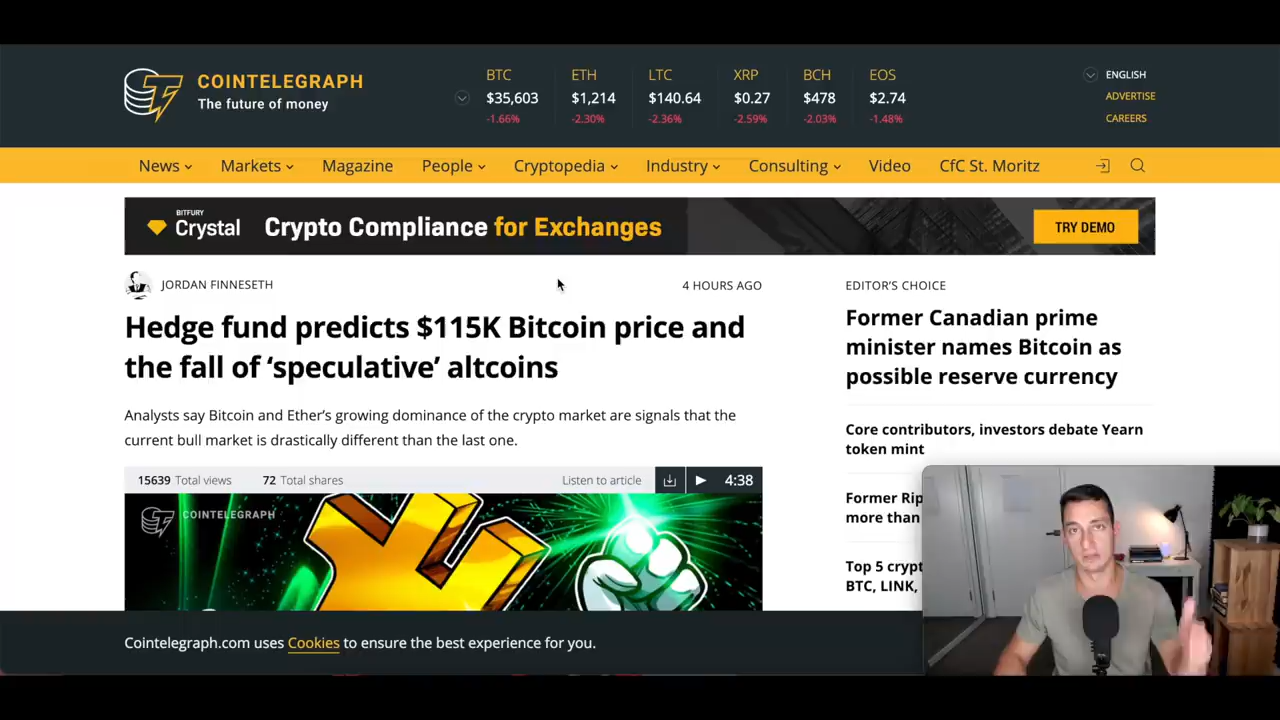 COINTELEGRAPH
The future of money
BTC ETH LTC XRP BCH EOS
$35,603 $1,214 $140.64 $0.27 $478 $2.74
-1.66% -2.30% -2.36% -2.59% -2.03% -1.48%
ENGLISH
ADVERTISE
CAREERS
News Markets Magazine People Cryptopedia Industry Consulting Video CfC St. Moritz
BITFURY
Crystal
Crypto Compliance for Exchanges
TRY DEMO
JORDAN FINNESETH
4 HOURS AGO
Hedge fund predicts $115K Bitcoin price and
the fall of ‘speculative’ altcoins
Analysts say Bitcoin and Ether’s growing dominance of the crypto market are signals that the
current bull market is drastically different than the last one.
15639 Total views 72 Total shares
Listen to article
4:38
COINTELEGRAPH
EDITOR’S CHOICE
Former Canadian prime
minister names Bitcoin as
possible reserve currency
Core contributors, investors debate Yearn
token mint
Former Rip
more than
Top 5 crypt
BTC, LINK,
Cointelegraph.com uses Cookies to ensure the best experience for you.